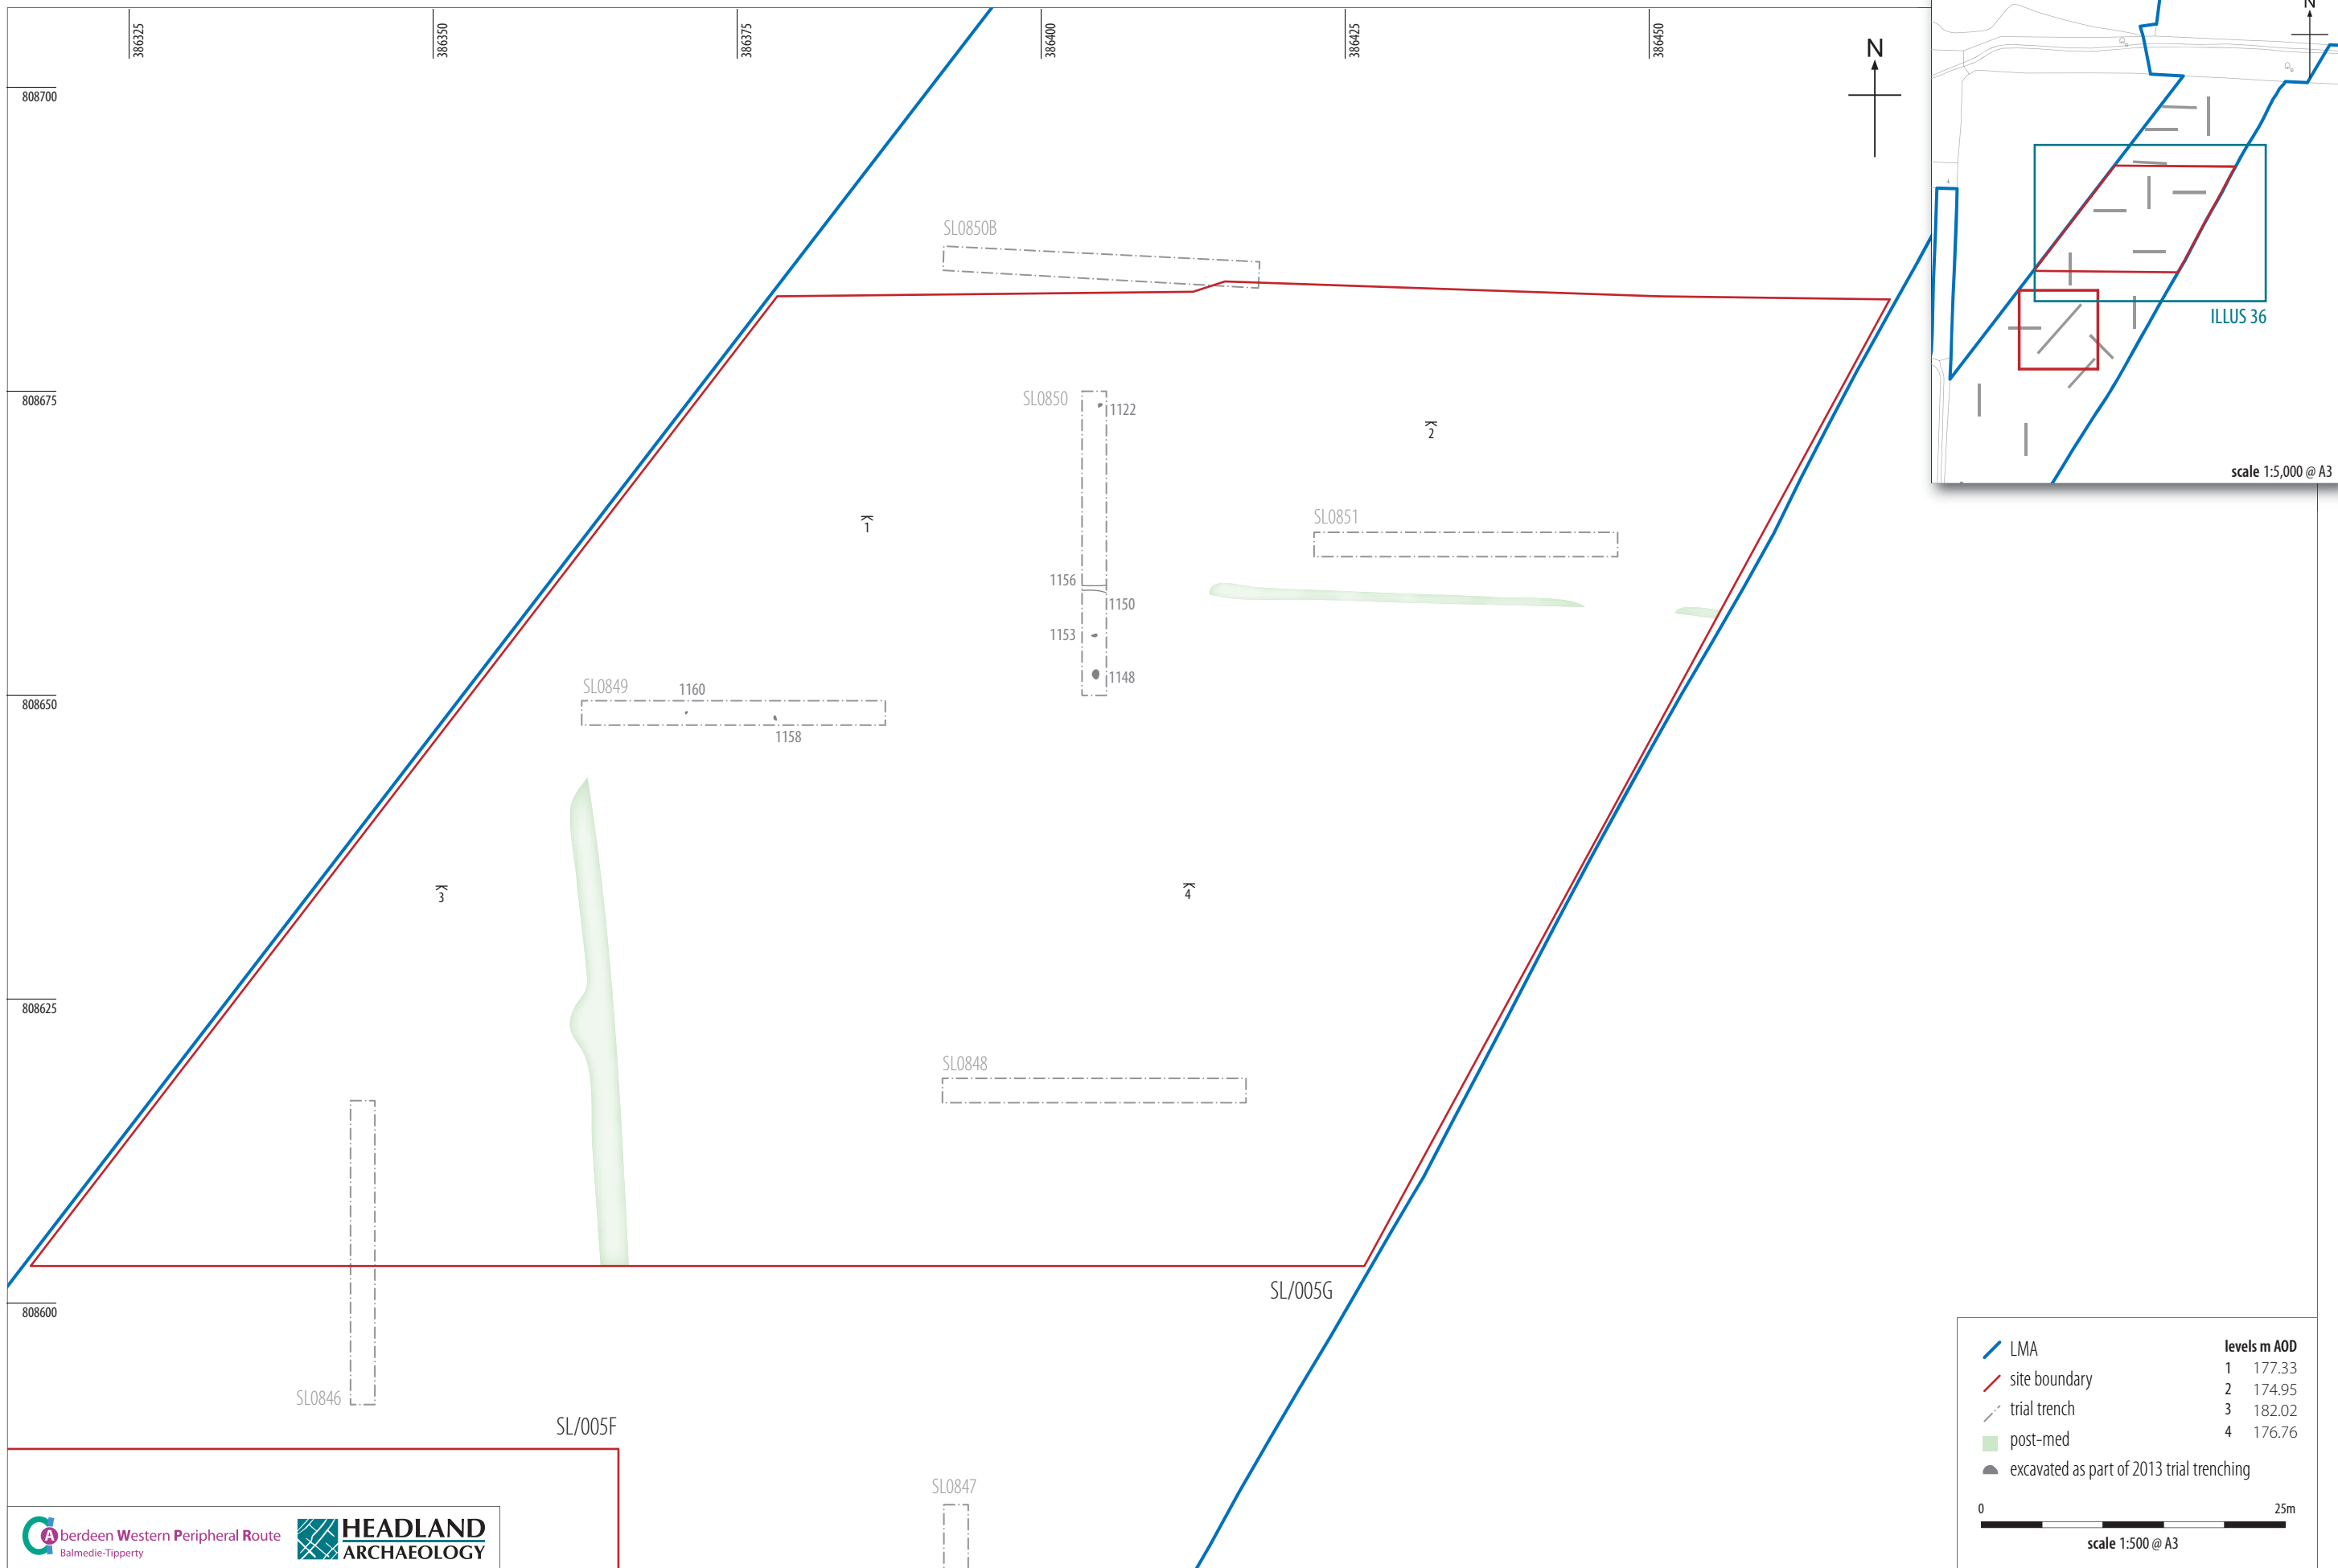 386325
386350
386375
386400
386425
386450
N
N
808700
808675
808650
808625
808600
SL0850B
SL0850
1122
K
2
K
1
SL0851
1156
1150
1153
1148
SL0849
1160
1158
K
3
K
4
SL0848
SL0846
SL/005G
SL/005F
SL0847
ILLUS 36
scale 1:5,000 @ A3
LMA
site boundary
trial trench
post-med
excavated as part of 2013 trial trenching
levels m AOD
1 177.33
2 174.95
3 182.02
4 176.76
0 25m
scale 1:500 @ A3
Aberdeen Western Peripheral Route
Balmedie-Tipperty
HEADLAND
ARCHAEOLOGY